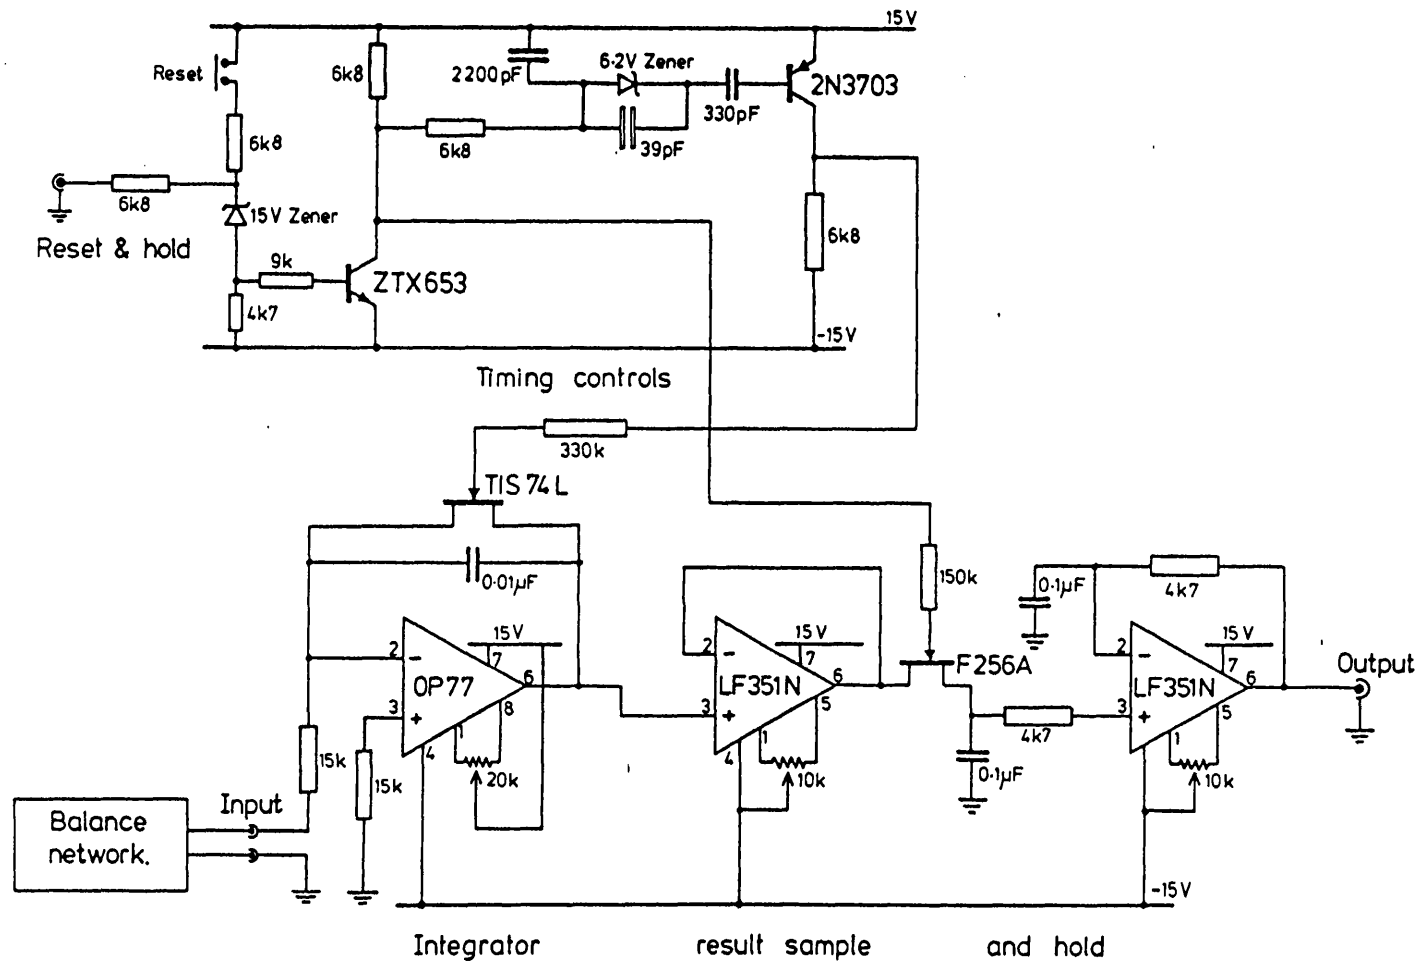 15V
Reset
6k8
2200pF
6·2V Zener
330pF
2N3703
6k8
6k8
39pF
6k8
15V Zener
6k8
Reset & hold
9k
ZTX653
4k7
-15V
Timing controls
330k
TIS 74L
0·01µF
150k
0·1µF
4k7
15V
15V
15V
2
7
2
7
F256A
2
7
Output
OP77
6
LF351N
6
LF351N
6
3
8
3
5
3
5
4
1
4
1
1
15k
15k
20k
10k
4k7
0·1µF
10k
Input
Balance
network.
-15V
Integrator
result sample
and hold